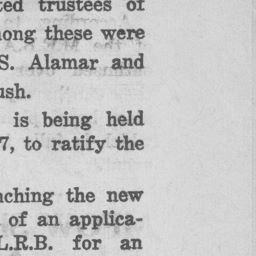 ted trustees of
ong these were
S. Alamar and
ush.
is being held
7, to ratify the
nching the new
of an applica-
L.R.B. for an